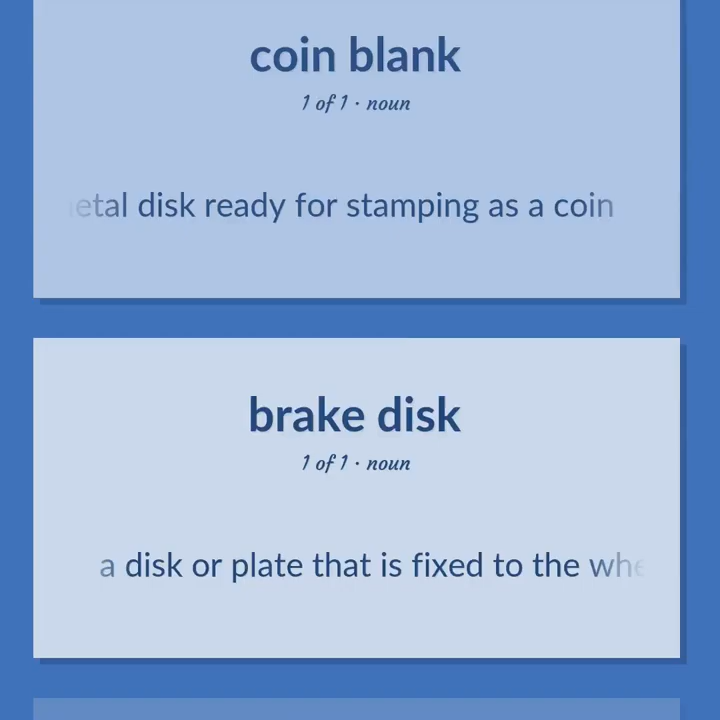 coin blank
1 of 1 · noun
etal disk ready for stamping as a coin
brake disk
1 of 1 · noun
a disk or plate that is fixed to the whe